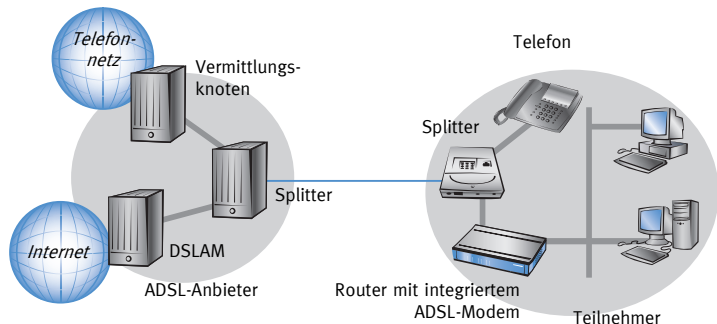 Telefon-
netz
Vermittlungs-
knoten
Splitter
Internet
DSLAM
ADSL-Anbieter
Telefon
Splitter
Router mit integriertem
ADSL-Modem
Teilnehmer